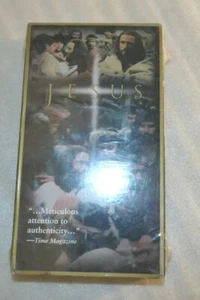 JESUS
"...Meticulous
attention to
authenticity..."
—Time Magazine